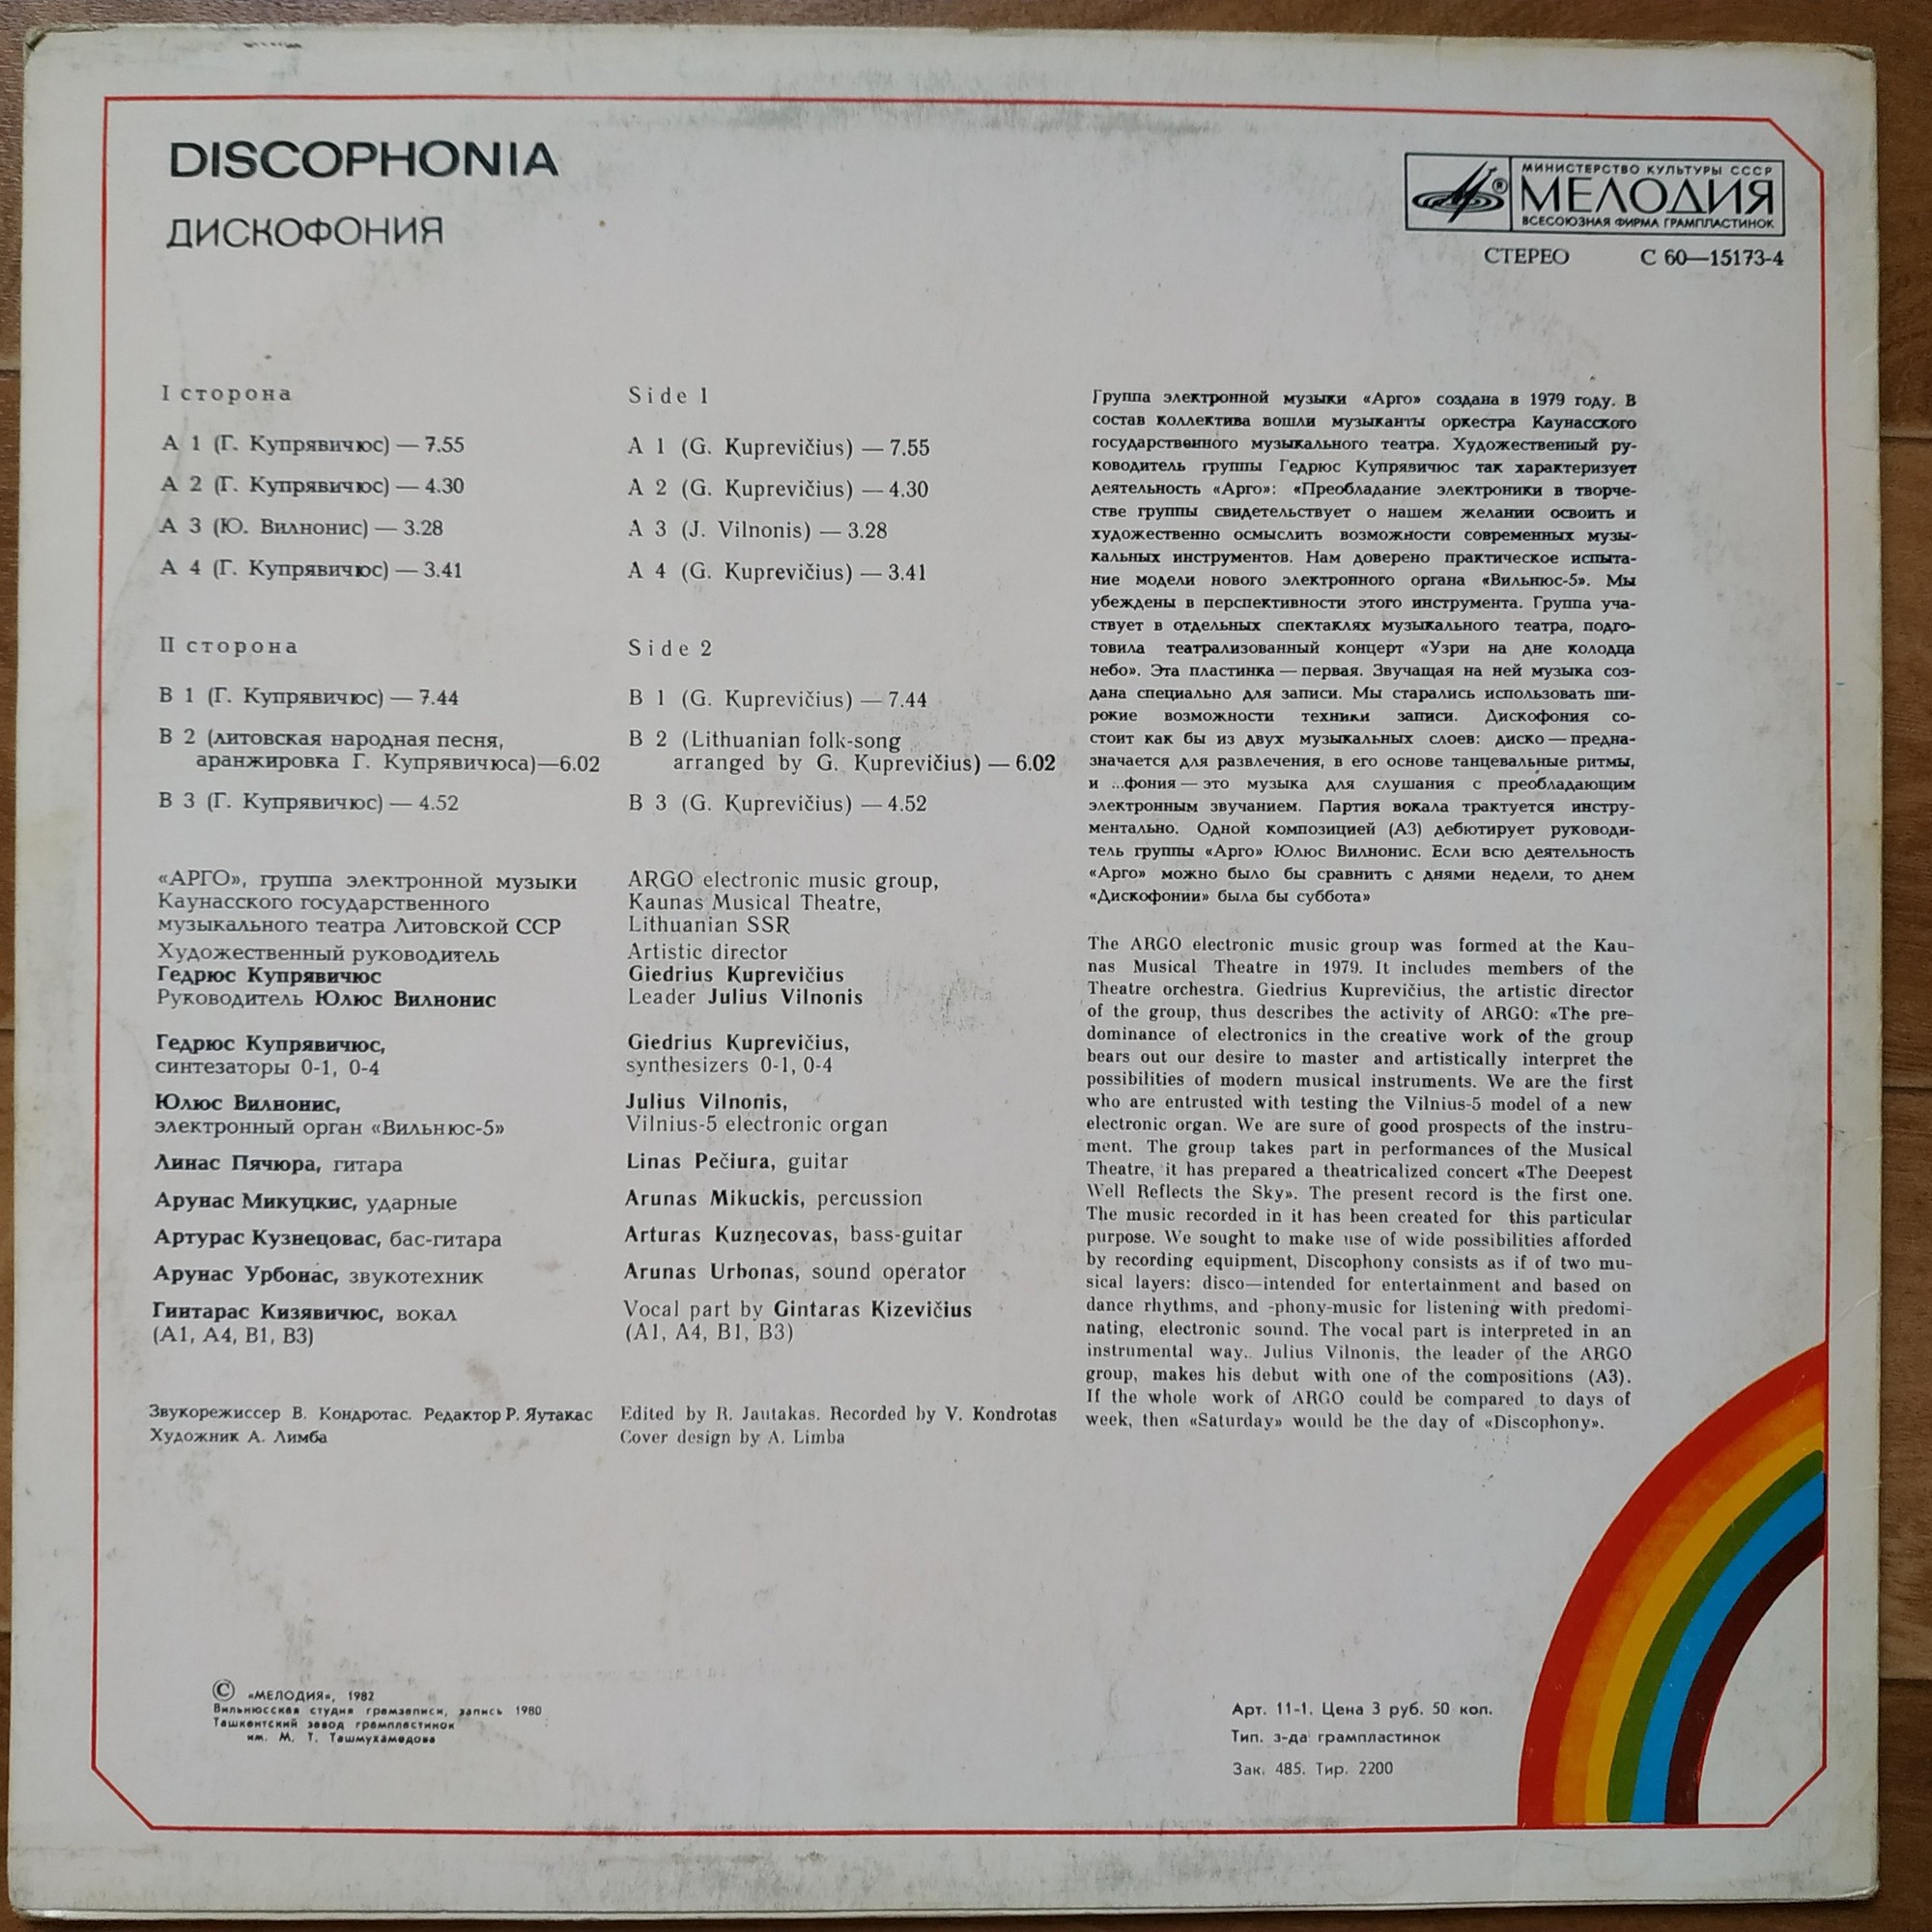 DISCOPHONIA
ДИСКОФОНИЯ
МИНИСТЕРСТВО КУЛЬТУРЫ СССР
МЕЛОДИЯ
ВСЕСОЮЗНАЯ ФИРМА ГРАМПЛАСТИНОК
СТЕРЕО С 60—15173-4
I сторона
A 1 (Г. Купрявичюс) — 7.55
A 2 (Г. Купрявичюс) — 4.30
A 3 (Ю. Вилнонис) — 3.28
A 4 (Г. Купрявичюс) — 3.41
II сторона
B 1 (Г. Купрявичюс) — 7.44
B 2 (литовская народная песня,
аранжировка Г. Купрявичюса)—6.02
B 3 (Г. Купрявичюс) — 4.52
«АРГО», группа электронной музыки
Каунасского государственного
музыкального театра Литовской ССР
Художественный руководитель
Гедрюс Купрявичюс
Руководитель Юлюс Вилнонис
Гедрюс Купрявичюс,
синтезаторы 0-1, 0-4
Юлюс Вилнонис,
электронный орган «Вильнюс-5»
Линас Пячюра, гитара
Арунас Микуцкис, ударные
Артурас Кузнецовас, бас-гитара
Арунас Урбонас, звукотехник
Гинтарас Кизявичюс, вокал
(А1, А4, В1, В3)
Звукорежиссер В. Кондротас. Редактор Р. Яутакас
Художник А. Лимба
Side 1
A 1 (G. Kuprevičius) — 7.55
A 2 (G. Kuprevičius) — 4.30
A 3 (J. Vilnonis) — 3.28
A 4 (G. Kuprevičius) — 3.41
Side 2
B 1 (G. Kuprevičius) — 7.44
B 2 (Lithuanian folk-song
arranged by G. Kuprevičius) — 6.02
B 3 (G. Kuprevičius) — 4.52
ARGO electronic music group,
Kaunas Musical Theatre,
Lithuanian SSR
Artistic director
Giedrius Kuprevičius
Leader Julius Vilnonis
Giedrius Kuprevičius,
synthesizers 0-1, 0-4
Julius Vilnonis,
Vilnius-5 electronic organ
Linas Pečiura, guitar
Arunas Mikuckis, percussion
Arturas Kuzņecovas, bass-guitar
Arunas Urbonas, sound operator
Vocal part by Gintaras Kizevičius
(A1, A4, B1, B3)
Edited by R. Jautakas. Recorded by V. Kondrotas
Cover design by A. Limba
Группа электронной музыки «Арго» создана в 1979 году. В
состав коллектива вошли музыканты оркестра Каунасского
государственного музыкального театра. Художественный ру-
ководитель группы Гедрюс Купрявичюс так характеризует
деятельность «Арго»: «Преобладание электроники в творче-
стве группы свидетельствует о нашем желании освоить и
художественно осмыслить возможности современных музы-
кальных инструментов. Нам доверено практическое испыта-
ние модели нового электронного органа «Вильнюс-5». Мы
убеждены в перспективности этого инструмента. Группа уча-
ствует в отдельных спектаклях музыкального театра, подго-
товила театрализованный концерт «Узри на дне колодца
небо». Эта пластинка — первая. Звучащая на ней музыка соз-
дана специально для записи. Мы старались использовать ши-
рокие возможности техники записи. Дискофония со-
стоит как бы из двух музыкальных слоев: диско — предна-
значается для развлечения, в его основе танцевальные ритмы,
и ...фония — это музыка для слушания с преобладающим
электронным звучанием. Партия вокала трактуется инстру-
ментально. Одной композицией (А3) дебютирует руководи-
тель группы «Арго» Юлюс Вилнонис. Если всю деятельность
«Арго» можно было бы сравнить с днями недели, то днем
«Дискофонии» была бы суббота»
The ARGO electronic music group was formed at the Kau-
nas Musical Theatre in 1979. It includes members of the
Theatre orchestra. Giedrius Kuprevičius, the artistic director
of the group, thus describes the activity of ARGO: «The pre-
dominance of electronics in the creative work of the group
bears out our desire to master and artistically interpret the
possibilities of modern musical instruments. We are the first
who are entrusted with testing the Vilnius-5 model of a new
electronic organ. We are sure of good prospects of the instru-
ment. The group takes part in performances of the Musical
Theatre, it has prepared a theatricalized concert «The Deepest
Well Reflects the Sky». The present record is the first one.
The music recorded in it has been created for this particular
purpose. We sought to make use of wide possibilities afforded
by recording equipment, Discophony consists as if of two mu-
sical layers: disco—intended for entertainment and based on
dance rhythms, and -phony-music for listening with predomi-
nating, electronic sound. The vocal part is interpreted in an
instrumental way.. Julius Vilnonis, the leader of the ARGO
group, makes his debut with one of the compositions (A3).
If the whole work of ARGO could be compared to days of
week, then «Saturday» would be the day of «Discophony».
© «МЕЛОДИЯ», 1982
Вильнюсская студия грамзаписи, запись 1980
Ташкентский завод грампластинок
им. М. Т. Ташмухамедова
Арт. 11-1. Цена 3 руб. 50 коп.
Тип. з-да грампластинок
Зак. 485. Тир. 2200